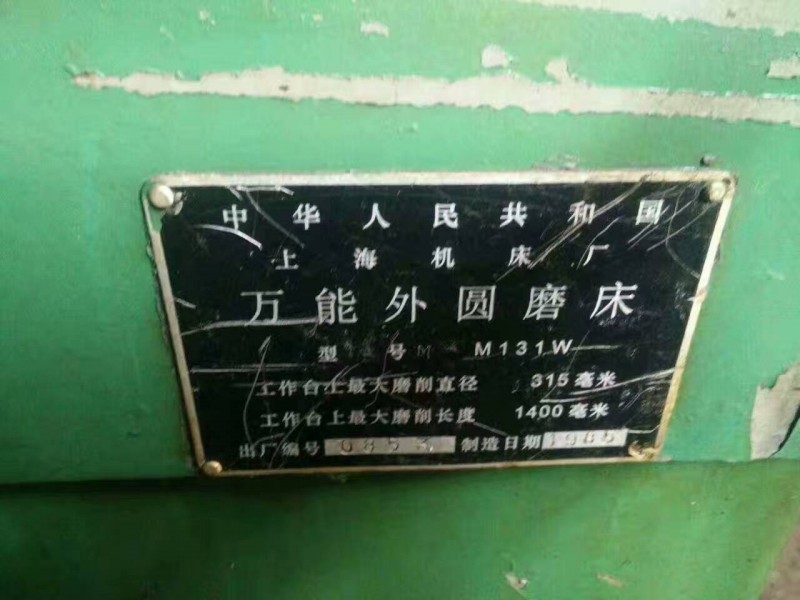 中华人民共和国
上海机床厂
万能外圆磨床
型号 M131W
工作台上最大磨削直径 315毫米
工作台上最大磨削长度 1400毫米
出厂编号 制造日期